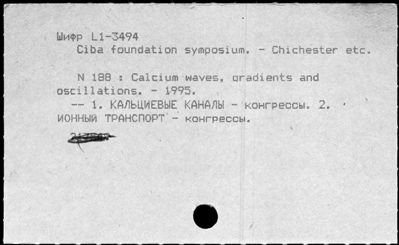 Шифр L1-3494
Ciba foundation symposium. - Chichester etc.
N 188 : Calcium waves, gradients and
oscillations. - 1995.
-- 1. КАЛЬЦИЕВЫЕ КАНАЛЫ - конгрессы. 2.
ИОННЫЙ ТРАНСПОРТ - конгрессы.